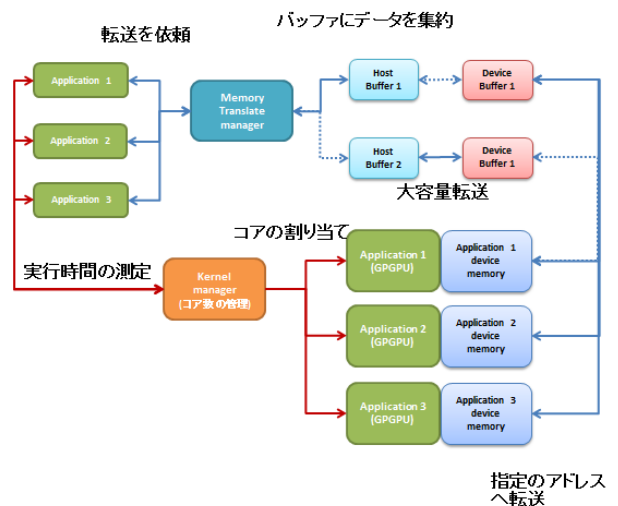 転送を依頼
バッファにデータを集約
Application 1
Application 2
Application 3
Memory
Translate
manager
Host
Buffer 1
Device
Buffer 1
Host
Buffer 2
Device
Buffer 1
大容量転送
コアの割り当て
実行時間の測定
Kernel
manager
(コア数の管理)
Application 1
(GPGPU)
Application 1
device
memory
Application 2
(GPGPU)
Application 2
device
memory
Application 3
(GPGPU)
Application 3
device
memory
指定のアドレス
へ転送